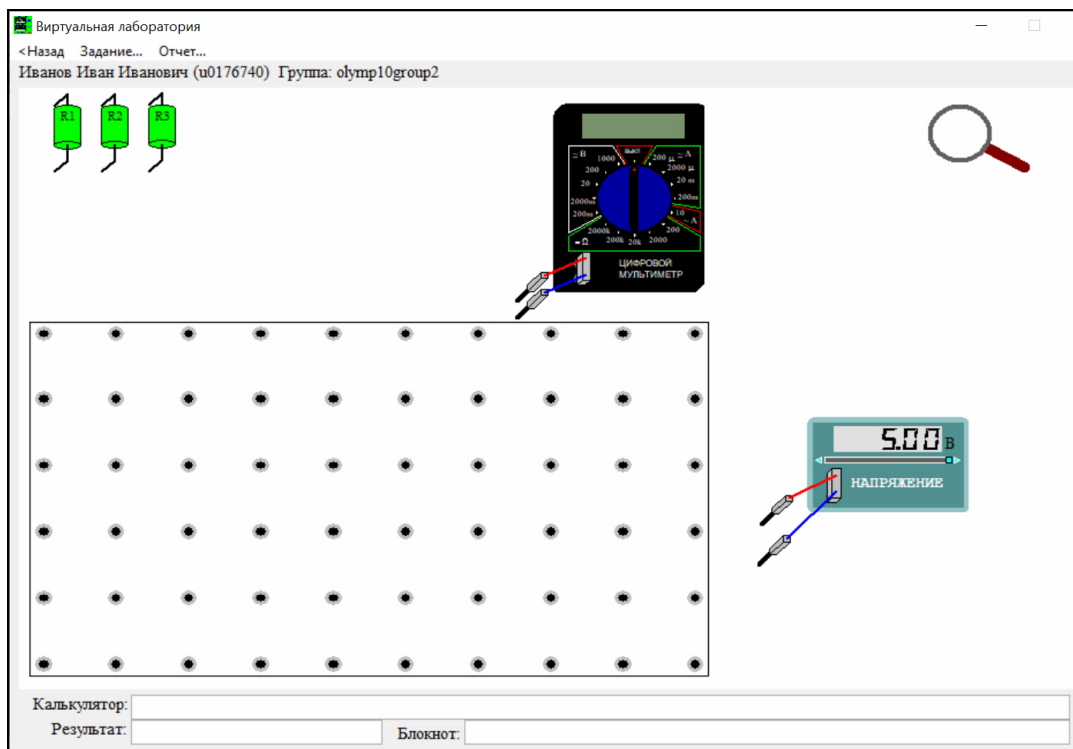 Виртуальная лаборатория
<Назад Задание... Отчет...
Иванов Иван Иванович (u0176740) Группа: olymp10group2
R1 R2 R3
≃ В выкл ≃ А
1000 200 µ
200 2000 µ
20 20 m
2000m 200m
200m 10
~ А
2000k 200
= Ω 200k 20k 2000
ЦИФРОВОЙ
МУЛЬТИМЕТР
5.00 В
НАПРЯЖЕНИЕ
Калькулятор:
Результат: Блокнот: